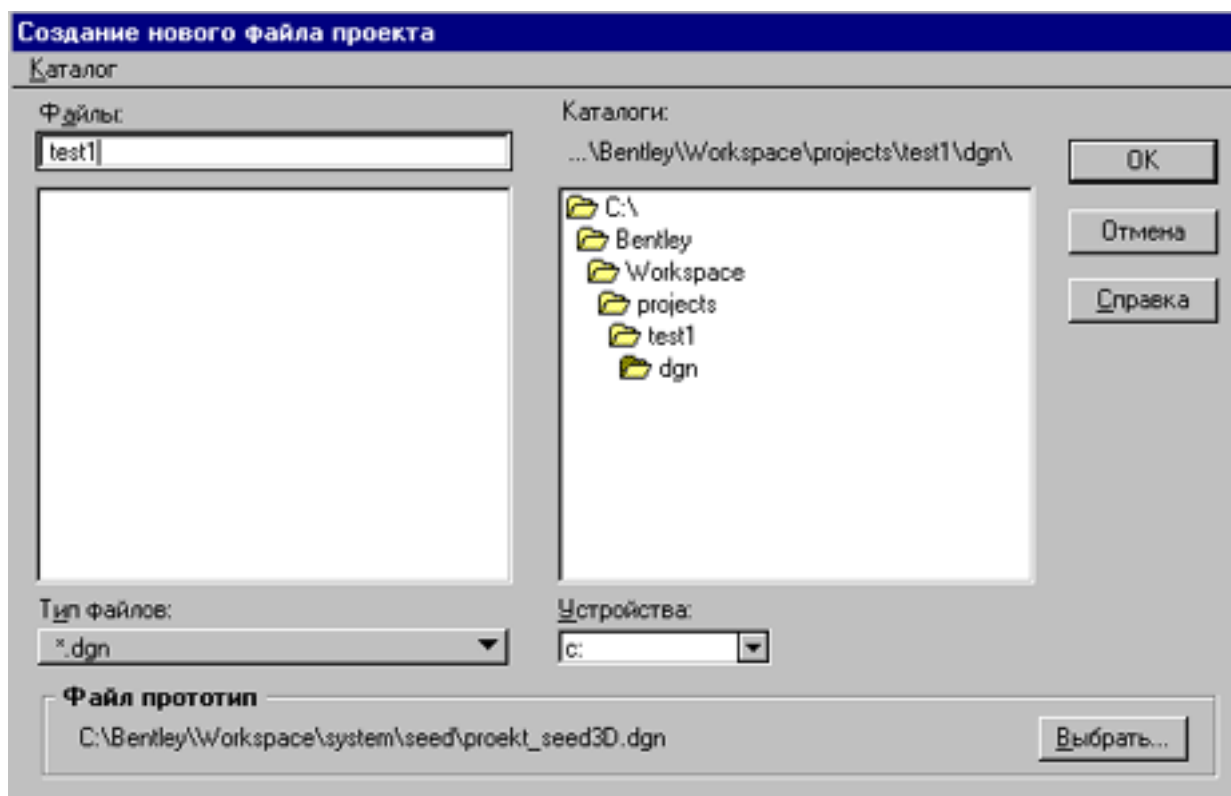 Создание нового файла проекта
Каталог
Файлы:
test1
Каталоги:
...\Bentley\Workspace\projects\test1\dgn\
C:\
Bentley
Workspace
projects
test1
dgn
OK
Отмена
Справка
Тип файлов:
*.dgn
Устройства:
c:
Файл прототип
C:\Bentley\Workspace\system\seed\proekt_seed3D.dgn
Выбрать...